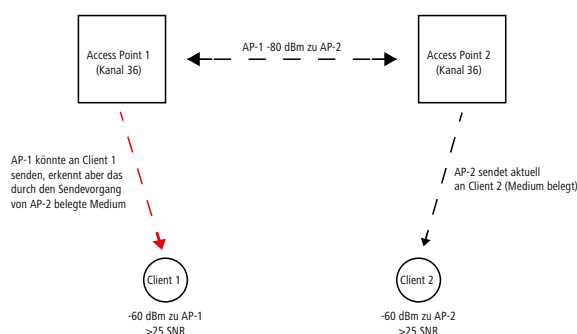 Access Point 1
(Kanal 36)
AP-1 -80 dBm zu AP-2
Access Point 2
(Kanal 36)
AP-1 könnte an Client 1
senden, erkennt aber das
durch den Sendevorgang
von AP-2 belegte Medium
AP-2 sendet aktuell
an Client 2 (Medium belegt)
Client 1
Client 2
-60 dBm zu AP-1
>25 SNR
-60 dBm zu AP-2
>25 SNR